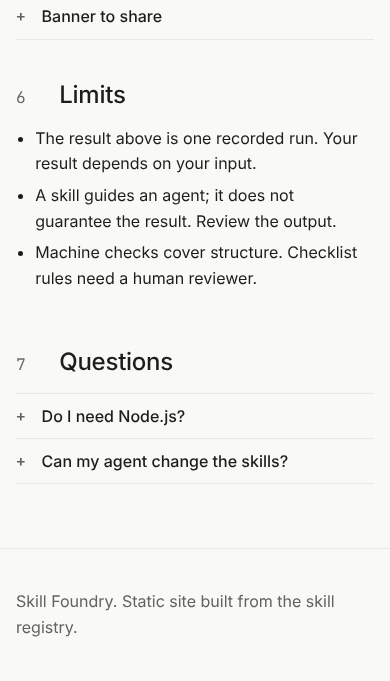 + Banner to share
6 Limits
• The result above is one recorded run. Your
result depends on your input.
• A skill guides an agent; it does not
guarantee the result. Review the output.
• Machine checks cover structure. Checklist
rules need a human reviewer.
7 Questions
+ Do I need Node.js?
+ Can my agent change the skills?
Skill Foundry. Static site built from the skill
registry.